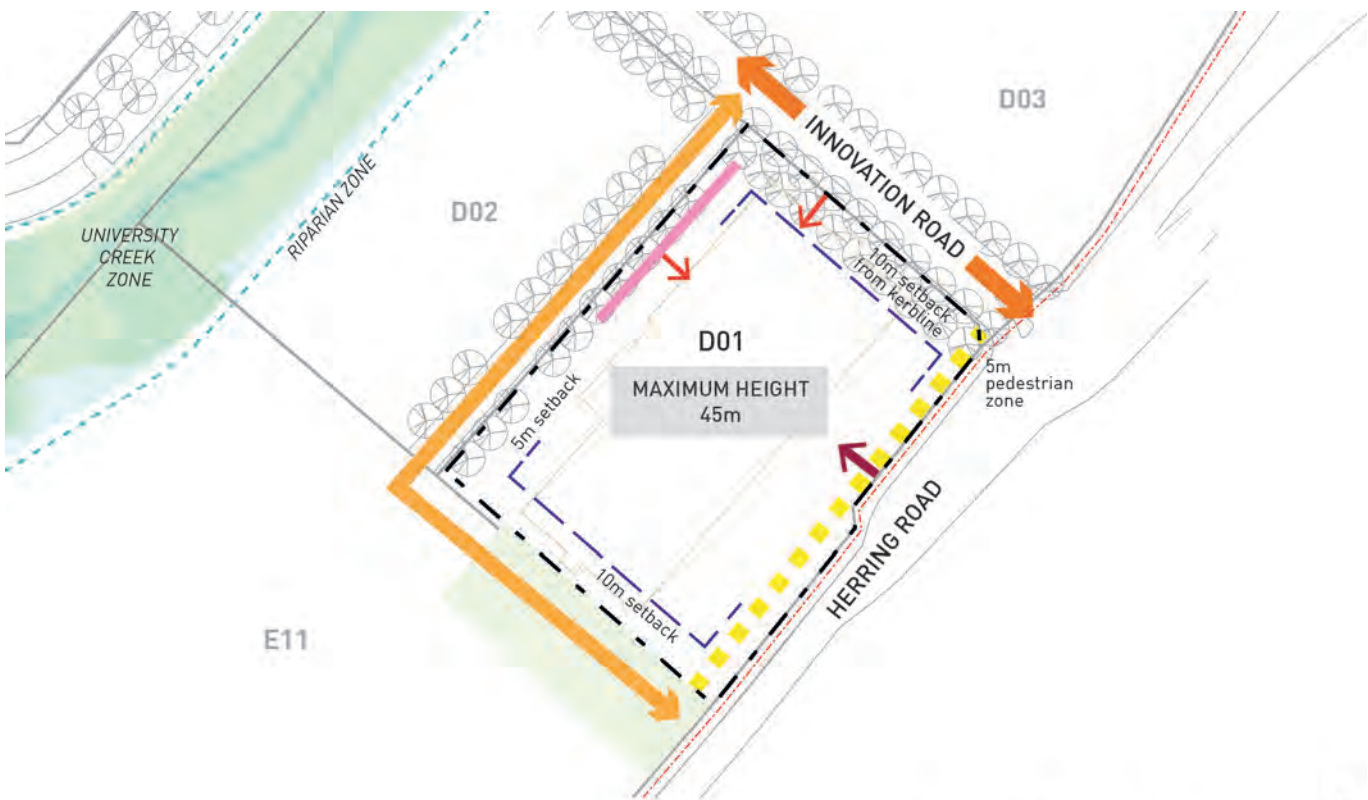 D03
INNOVATION ROAD
UNIVERSITY
CREEK
ZONE
RIPARIAN ZONE
D02
10m setback
from kerbline
D01
MAXIMUM HEIGHT
45m
5m
pedestrian
zone
5m setback
10m setback
HERRING ROAD
E11